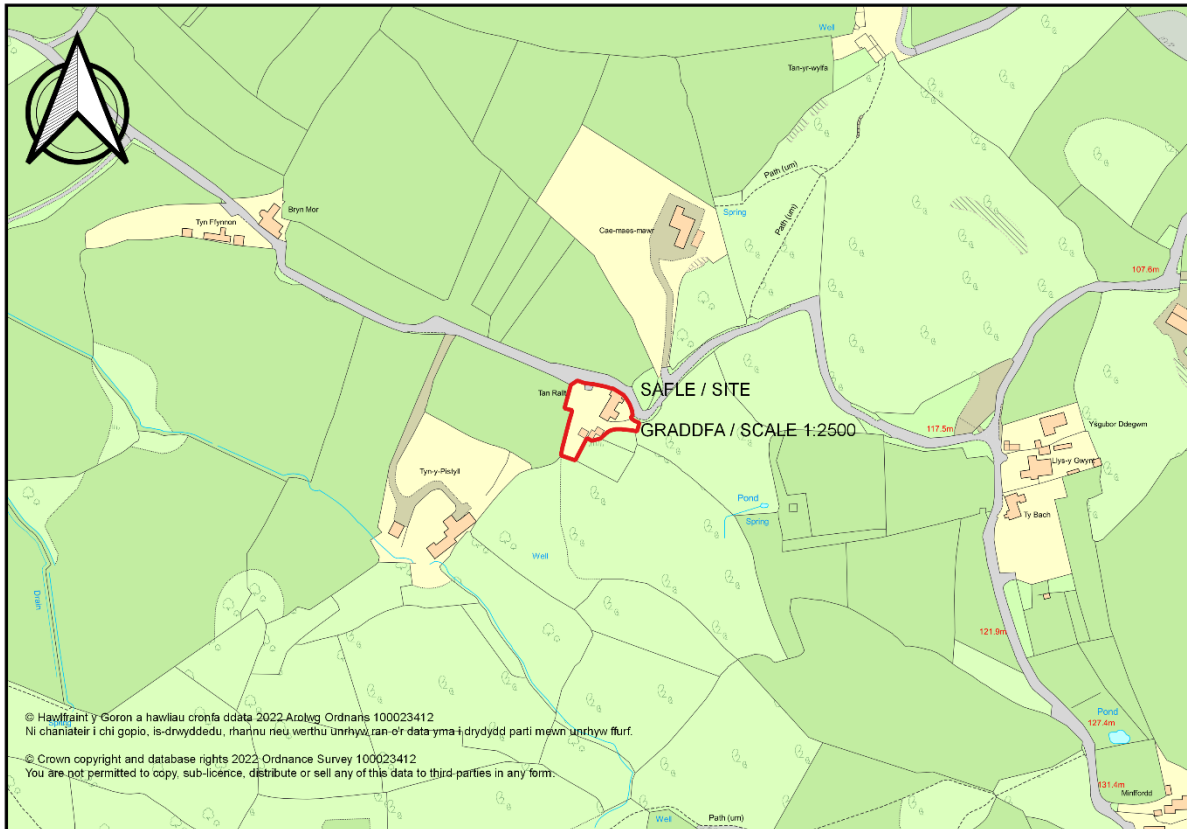 Well
Tan-yr-wylfa
Path (um)
Bryn Mor
Tyn Ffynnon
Spring
Path (um)
Cae-maes-mawr
107.6m
SAFLE / SITE
Tan Rallt
GRADDFA / SCALE 1:2500
117.5m
Ysgubor Ddegwm
Llys-y Gwynt
Tyn-y-Pistyll
Pond
Spring
Ty Bach
Well
Drain
121.9m
Pond
127.4m
Spring
131.4m
Minffordd
© Hawlfraint y Goron a hawliau cronfa ddata 2022 Arolwg Ordnans 100023412
Ni chaniateir i chi gopio, is-drwyddedu, rhannu neu werthu unrhyw ran o'r data yma i drydydd parti mewn unrhyw ffurf.
© Crown copyright and database rights 2022 Ordnance Survey 100023412
You are not permitted to copy, sub-licence, distribute or sell any of this data to third parties in any form.
Well
Path (um)